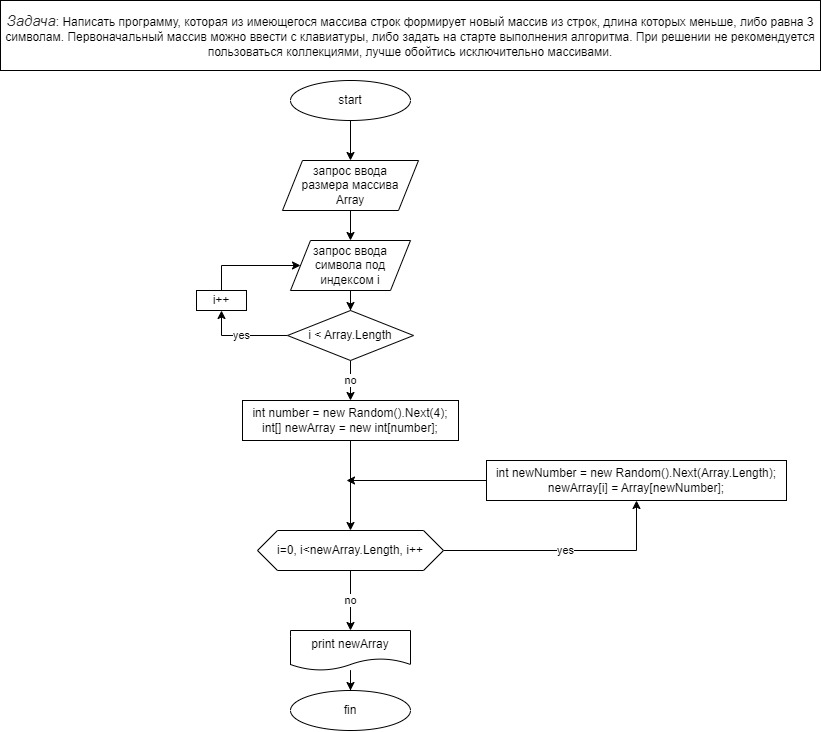 Задача: Написать программу, которая из имеющегося массива строк формирует новый массив из строк, длина которых меньше, либо равна 3
символам. Первоначальный массив можно ввести с клавиатуры, либо задать на старте выполнения алгоритма. При решении не рекомендуется
пользоваться коллекциями, лучше обойтись исключительно массивами.
start
запрос ввода
размера массива
Array
запрос ввода
символа под
индексом i
i++
yes
i < Array.Length
no
int number = new Random().Next(4);
int[] newArray = new int[number];
int newNumber = new Random().Next(Array.Length);
newArray[i] = Array[newNumber];
i=0, i<newArray.Length, i++
yes
no
print newArray
fin